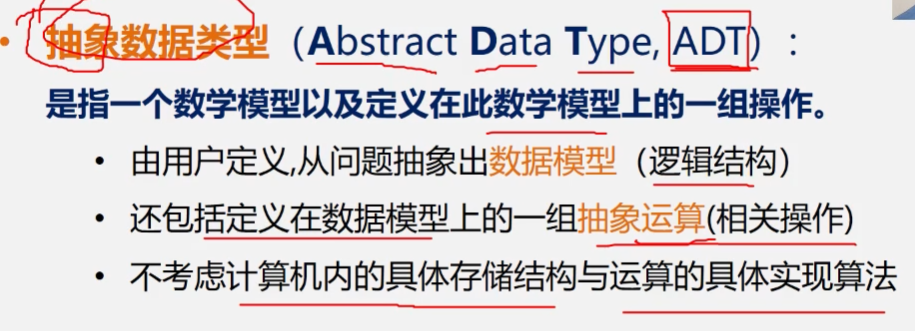 • 抽象数据类型（Abstract Data Type, ADT）：
是指一个数学模型以及定义在此数学模型上的一组操作。
• 由用户定义,从问题抽象出数据模型（逻辑结构）
• 还包括定义在数据模型上的一组抽象运算(相关操作)
• 不考虑计算机内的具体存储结构与运算的具体实现算法